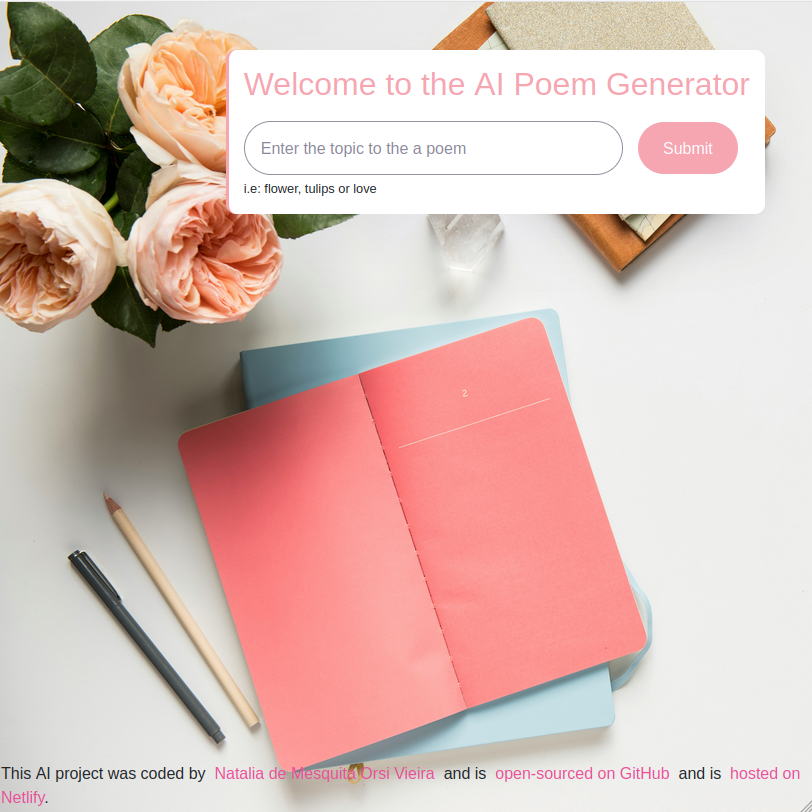 Welcome to the AI Poem Generator
Enter the topic to the a poem
Submit
i.e: flower, tulips or love
2
This AI project was coded by Natalia de Mesquita Orsi Vieira and is open-sourced on GitHub and is hosted on
Netlify.